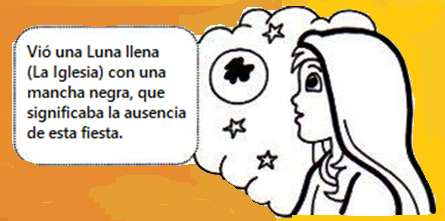 Vió una Luna llena
(La Iglesia) con una
mancha negra, que
significaba la ausencia
de esta fiesta.